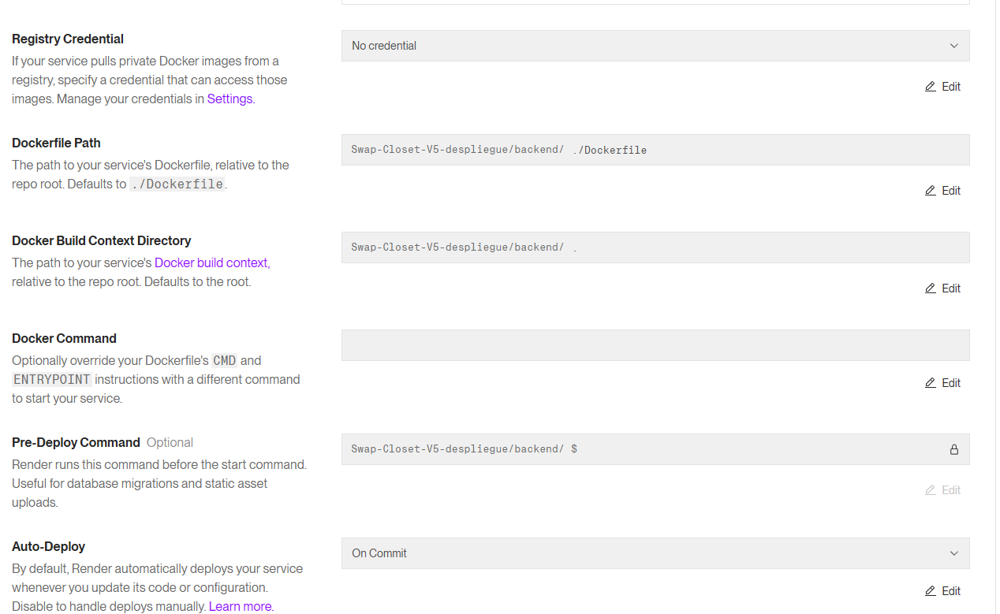 Registry Credential
No credential
If your service pulls private Docker images from a
registry, specify a credential that can access those
images. Manage your credentials in Settings.
Edit
Dockerfile Path
Swap-Closet-V5-despliegue/backend/ ./Dockerfile
The path to your service's Dockerfile, relative to the
repo root. Defaults to ./Dockerfile.
Edit
Docker Build Context Directory
Swap-Closet-V5-despliegue/backend/ .
The path to your service's Docker build context,
relative to the repo root. Defaults to the root.
Edit
Docker Command
Optionally override your Dockerfile's CMD and
ENTRYPOINT instructions with a different command
to start your service.
Edit
Pre-Deploy Command Optional
Swap-Closet-V5-despliegue/backend/ $
Render runs this command before the start command.
Useful for database migrations and static asset
uploads.
Edit
Auto-Deploy
On Commit
By default, Render automatically deploys your service
whenever you update its code or configuration.
Disable to handle deploys manually. Learn more.
Edit